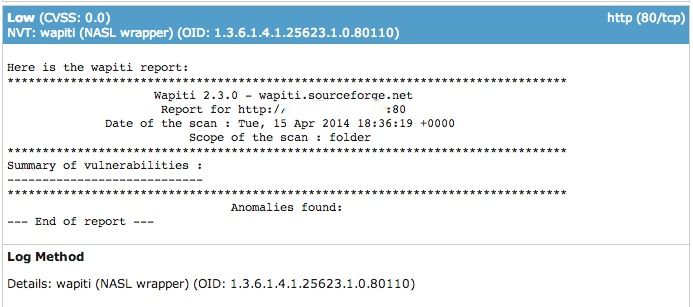 Low (CVSS: 0.0) http (80/tcp)
NVT: wapiti (NASL wrapper) (OID: 1.3.6.1.4.1.25623.1.0.80110)
Here is the wapiti report:
******************************************************************************
Wapiti 2.3.0 - wapiti.sourceforge.net
Report for http:// :80
Date of the scan : Tue, 15 Apr 2014 18:36:19 +0000
Scope of the scan : folder
******************************************************************************
Summary of vulnerabilities :
----------------------------
******************************************************************************
Anomalies found:
--- End of report ---
Log Method
Details: wapiti (NASL wrapper) (OID: 1.3.6.1.4.1.25623.1.0.80110)